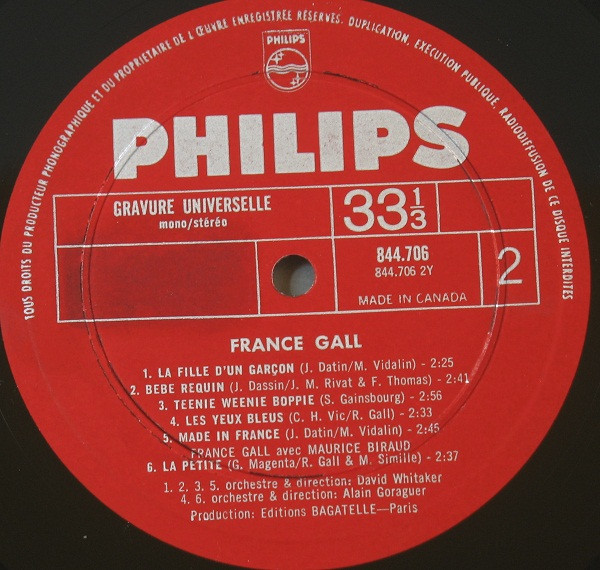 TOUS DROITS DU PRODUCTEUR PHONOGRAPHIQUE ET DU PROPRIETAIRE DE L'ŒUVRE ENREGISTRÉE RÉSERVÉS. DUPLICATION, EXECUTION PUBLIQUE, RADIODIFFUSION DE CE DISQUE INTERDITES
PHILIPS
PHILIPS
GRAVURE UNIVERSELLE
mono/stéréo
33 1/3
844.706
844.706 2Y
2
MADE IN CANADA
FRANCE GALL
1. LA FILLE D'UN GARÇON (J. Datin/M. Vidalin) - 2:25
2. BEBE REQUIN (J. Dassin/J. M. Rivat & F. Thomas) - 2:41
3. TEENIE WEENIE BOPPIE (S. Gainsbourg) - 2:56
4. LES YEUX BLEUS (C. H. Vic/R. Gall) - 2:33
5. MADE IN FRANCE (J. Datin/M. Vidalin) - 2:45
FRANCE GALL avec MAURICE BIRAUD
6. LA PETITE (G. Magenta/R. Gall & M. Simille) - 2:37
1. 2. 3. 5. orchestre & direction: David Whitaker
4. 6. orchestre & direction: Alain Goraguer
Production: Editions BAGATELLE—Paris